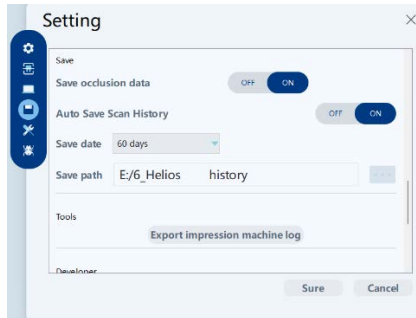 Setting
Save
Save occlusion data OFF ON
Auto Save Scan History OFF ON
Save date 60 days
Save path E:/6_Helios history
Tools
Export impression machine log
Developer
Sure Cancel